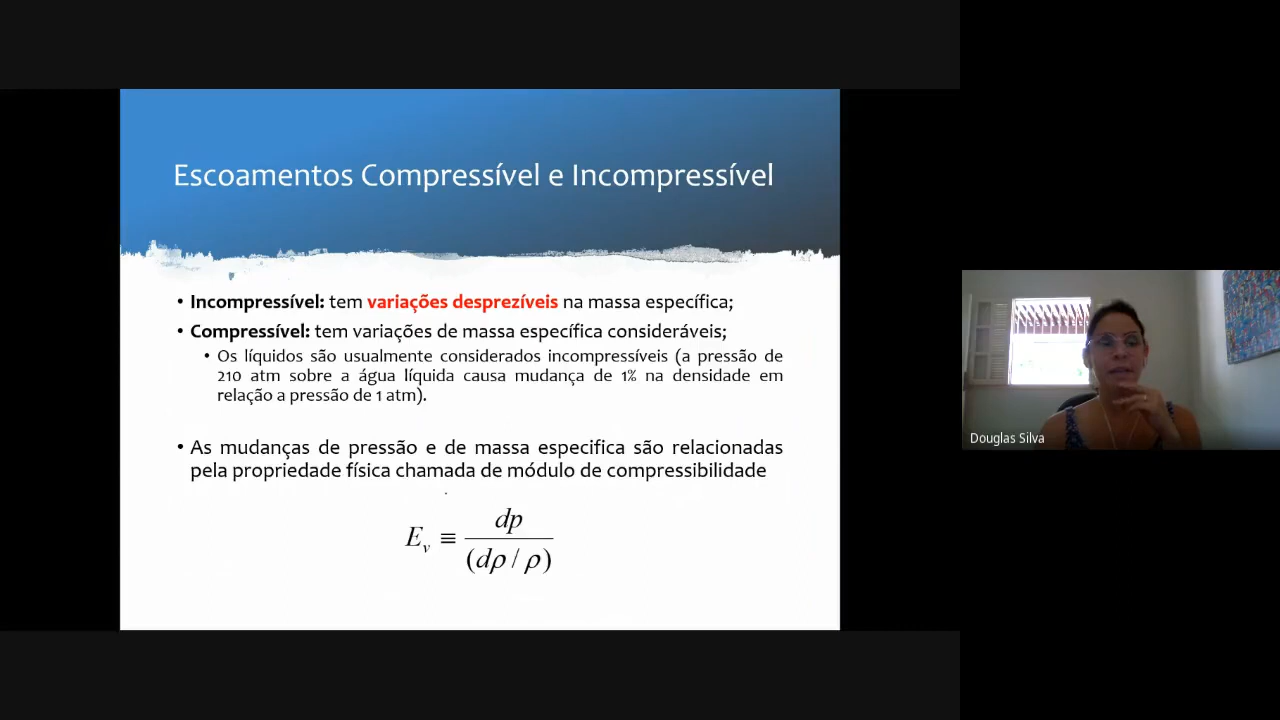 Escoamentos Compressível e Incompressível
• Incompressível: tem variações desprezíveis na massa específica;
• Compressível: tem variações de massa específica consideráveis;
• Os líquidos são usualmente considerados incompressíveis (a pressão de
210 atm sobre a água líquida causa mudança de 1% na densidade em
relação a pressão de 1 atm).
• As mudanças de pressão e de massa especifica são relacionadas
pela propriedade física chamada de módulo de compressibilidade
E_v ≡ dp / (dρ / ρ)
Douglas Silva